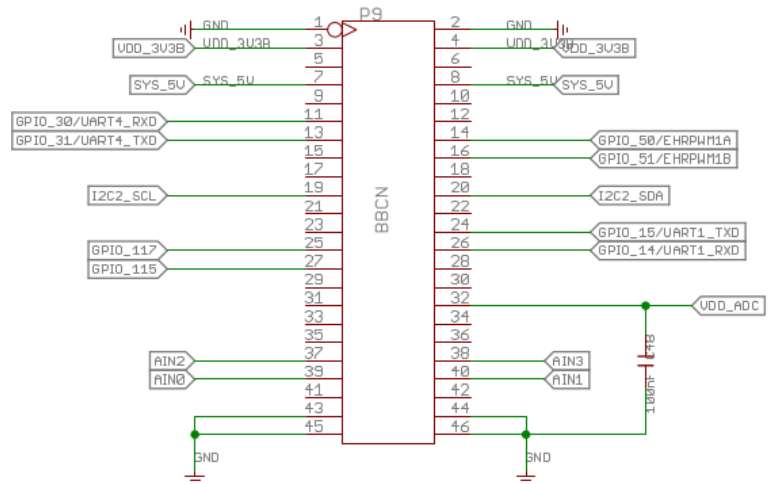 P9
GND 1 2 GND
VDD_3V3B VDD_3V3B 3 4 VDD_3V3B VDD_3V3B
5 6
SYS_5V SYS_5V 7 8 SYS_5V SYS_5V
9 10
GPIO_30/UART4_RXD 11 12
GPIO_31/UART4_TXD 13 14 GPIO_50/EHRPWM1A
15 16 GPIO_51/EHRPWM1B
17 18
I2C2_SCL 19 20 I2C2_SDA
BBCN
21 22
23 24 GPIO_15/UART1_TXD
GPIO_117 25 26 GPIO_14/UART1_RXD
GPIO_115 27 28
29 30
31 32 VDD_ADC
33 34
35 36
C48
AIN2 37 38 AIN3
AIN0 39 40 AIN1
100nF
41 42
43 44
45 46
GND GND